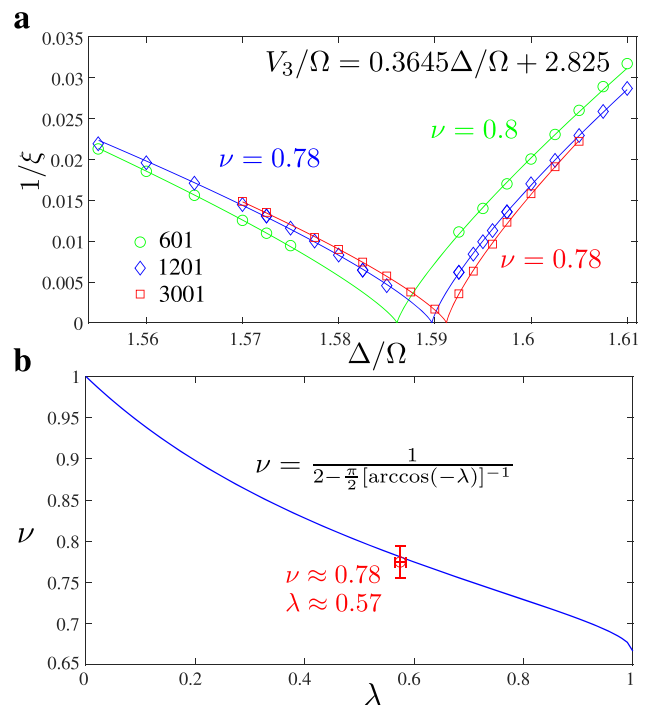 a
V₃/Ω = 0.3645Δ/Ω + 2.825
0.035
0.03
0.025
0.02
0.015
0.01
0.005
0
1/ξ
ν = 0.8
ν = 0.78
ν = 0.78
601
1201
3001
1.56 1.57 1.58 1.59 1.6 1.61
Δ/Ω
b
1
0.95
0.9
0.85
0.8
0.75
0.7
0.65
ν
ν = 1 / (2 − π/2 [arccos(−λ)]⁻¹)
ν ≈ 0.78
λ ≈ 0.57
0 0.2 0.4 0.6 0.8 1
λ